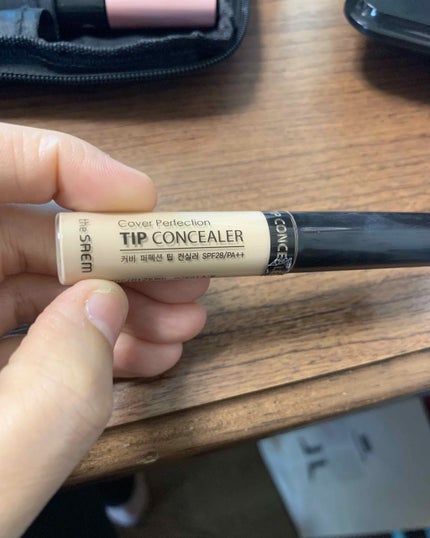 the SAEM
Cover Perfection
TIP CONCEALER
커버 퍼펙션 팁 컨실러 SPF28/PA++